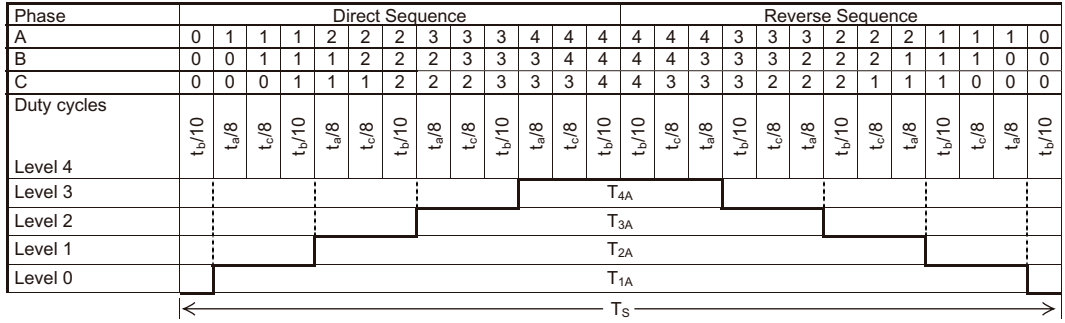 Phase Direct Sequence Reverse Sequence
A 0 1 1 1 2 2 2 3 3 3 4 4 4 4 4 4 3 3 3 2 2 2 1 1 1 0
B 0 0 1 1 1 2 2 2 3 3 3 4 4 4 4 3 3 3 2 2 2 1 1 1 0 0
C 0 0 0 1 1 1 2 2 2 3 3 3 4 4 3 3 3 2 2 2 1 1 1 0 0 0
Duty cycles
tb/10 ta/8 tc/8 tb/10 ta/8 tc/8 tb/10 ta/8 tc/8 tb/10 ta/8 tc/8 tb/10 tb/10 tc/8 ta/8 tb/10 tc/8 ta/8 tb/10 tc/8 ta/8 tb/10 tc/8 ta/8 tb/10
Level 4
Level 3 T4A
Level 2 T3A
Level 1 T2A
Level 0 T1A
TS